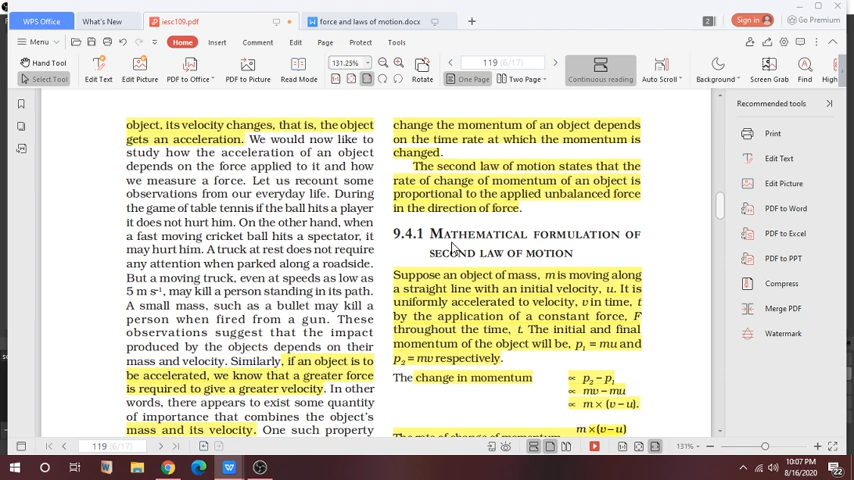 WPS Office
What's New
iesc109.pdf
force and laws of motion.docx
2
Sign in
Go Premium
Menu
Home
Insert
Comment
Edit
Page
Protect
Tools
Hand Tool
Select Tool
Edit Text
Edit Picture
PDF to Office
PDF to Picture
Read Mode
131.25%
Rotate
119 (6/17)
One Page
Two Page
Continuous reading
Auto Scroll
Background
Screen Grab
Find
High
object, its velocity changes, that is, the object
gets an acceleration. We would now like to
study how the acceleration of an object
depends on the force applied to it and how
we measure a force. Let us recount some
observations from our everyday life. During
the game of table tennis if the ball hits a player
it does not hurt him. On the other hand, when
a fast moving cricket ball hits a spectator, it
may hurt him. A truck at rest does not require
any attention when parked along a roadside.
But a moving truck, even at speeds as low as
5 m s⁻¹, may kill a person standing in its path.
A small mass, such as a bullet may kill a
person when fired from a gun. These
observations suggest that the impact
produced by the objects depends on their
mass and velocity. Similarly, if an object is to
be accelerated, we know that a greater force
is required to give a greater velocity. In other
words, there appears to exist some quantity
of importance that combines the object's
mass and its velocity. One such property
change the momentum of an object depends
on the time rate at which the momentum is
changed.
The second law of motion states that the
rate of change of momentum of an object is
proportional to the applied unbalanced force
in the direction of force.
9.4.1 MATHEMATICAL FORMULATION OF
SECOND LAW OF MOTION
Suppose an object of mass, m is moving along
a straight line with an initial velocity, u. It is
uniformly accelerated to velocity, v in time, t
by the application of a constant force, F
throughout the time, t. The initial and final
momentum of the object will be, p₁ = mu and
p₂ = mv respectively.
The change in momentum ∝ p₂ – p₁
∝ mv – mu
∝ m × (v – u).
m ×(v – u)
The rate of change of momentum
Recommended tools
Print
Edit Text
Edit Picture
PDF to Word
PDF to Excel
PDF to PPT
Compress
Merge PDF
Watermark
119 (6/17)
131%
10:07 PM
8/16/2020